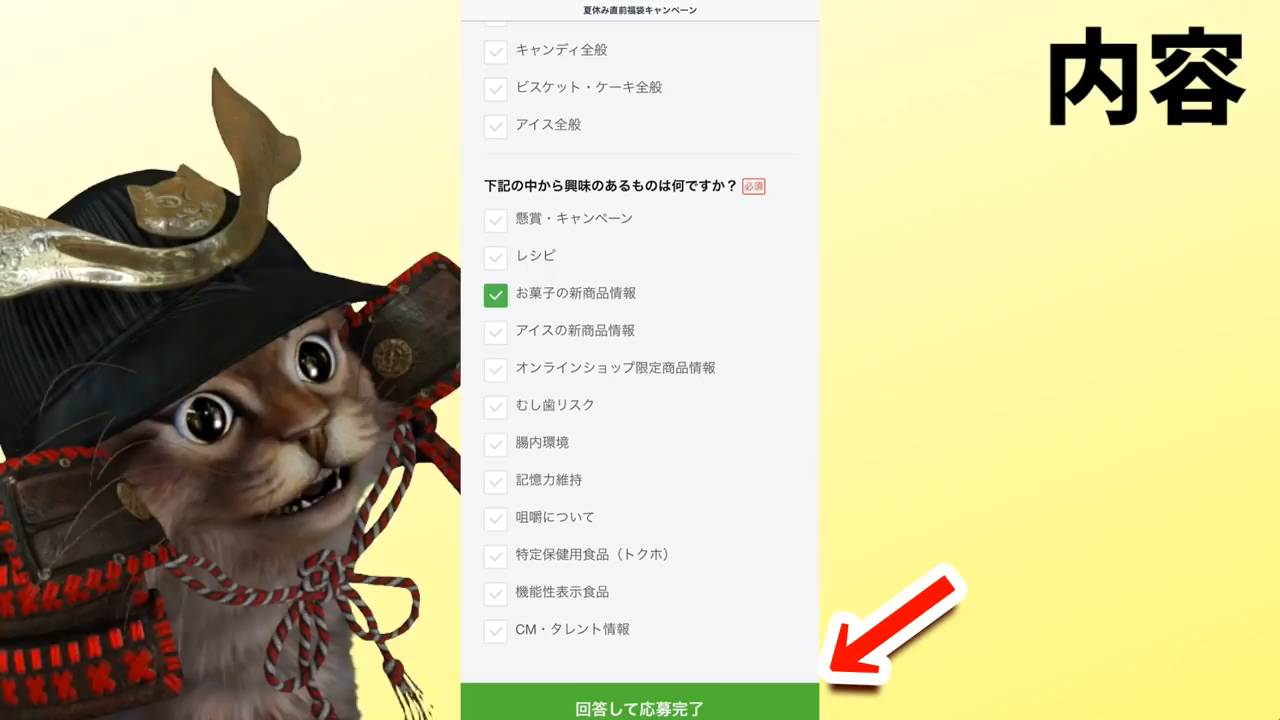 夏休み直前福袋キャンペーン
内容
キャンディ全般
ビスケット・ケーキ全般
アイス全般
下記の中から興味のあるものは何ですか？ 必須
懸賞・キャンペーン
レシピ
お菓子の新商品情報
アイスの新商品情報
オンラインショップ限定商品情報
むし歯リスク
腸内環境
記憶力維持
咀嚼について
特定保健用食品（トクホ）
機能性表示食品
CM・タレント情報
回答して応募完了